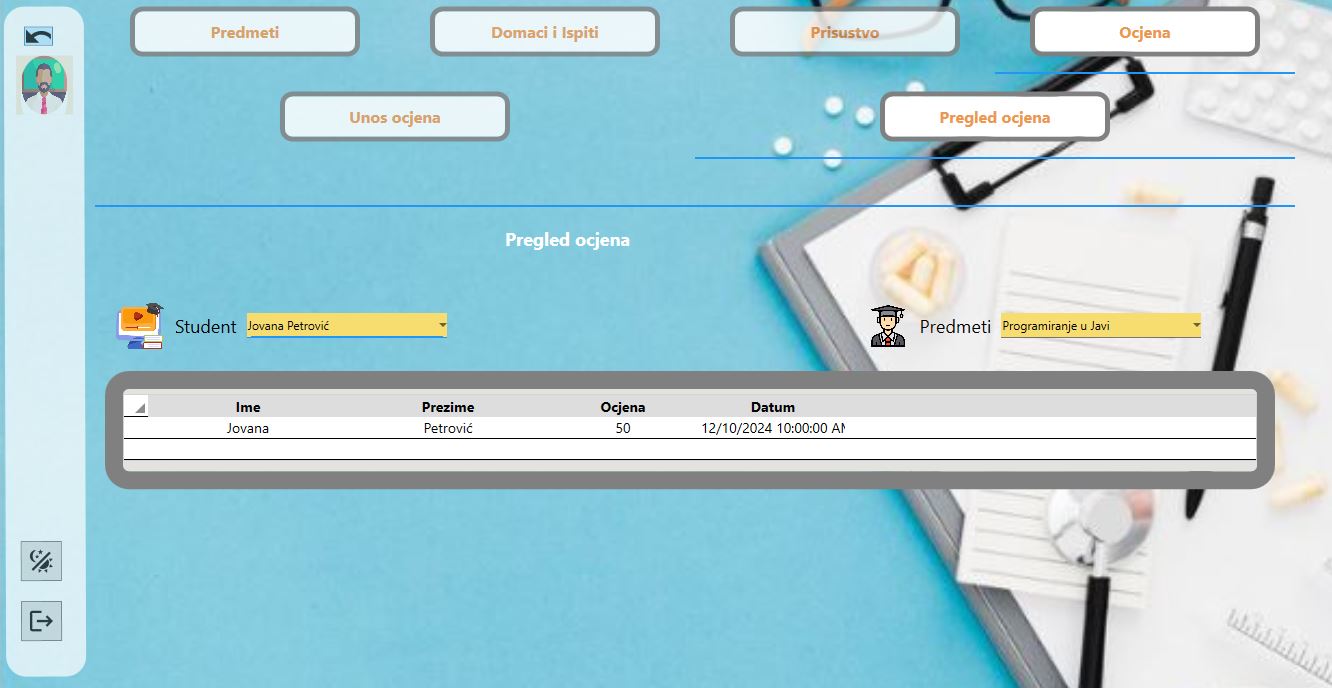 Predmeti Domaci i Ispiti Prisustvo Ocjena
Unos ocjena Pregled ocjena
Pregled ocjena
Student Jovana Petrović Predmeti Programiranje u Javi
Ime Prezime Ocjena Datum
Jovana Petrović 50 12/10/2024 10:00:00 AM